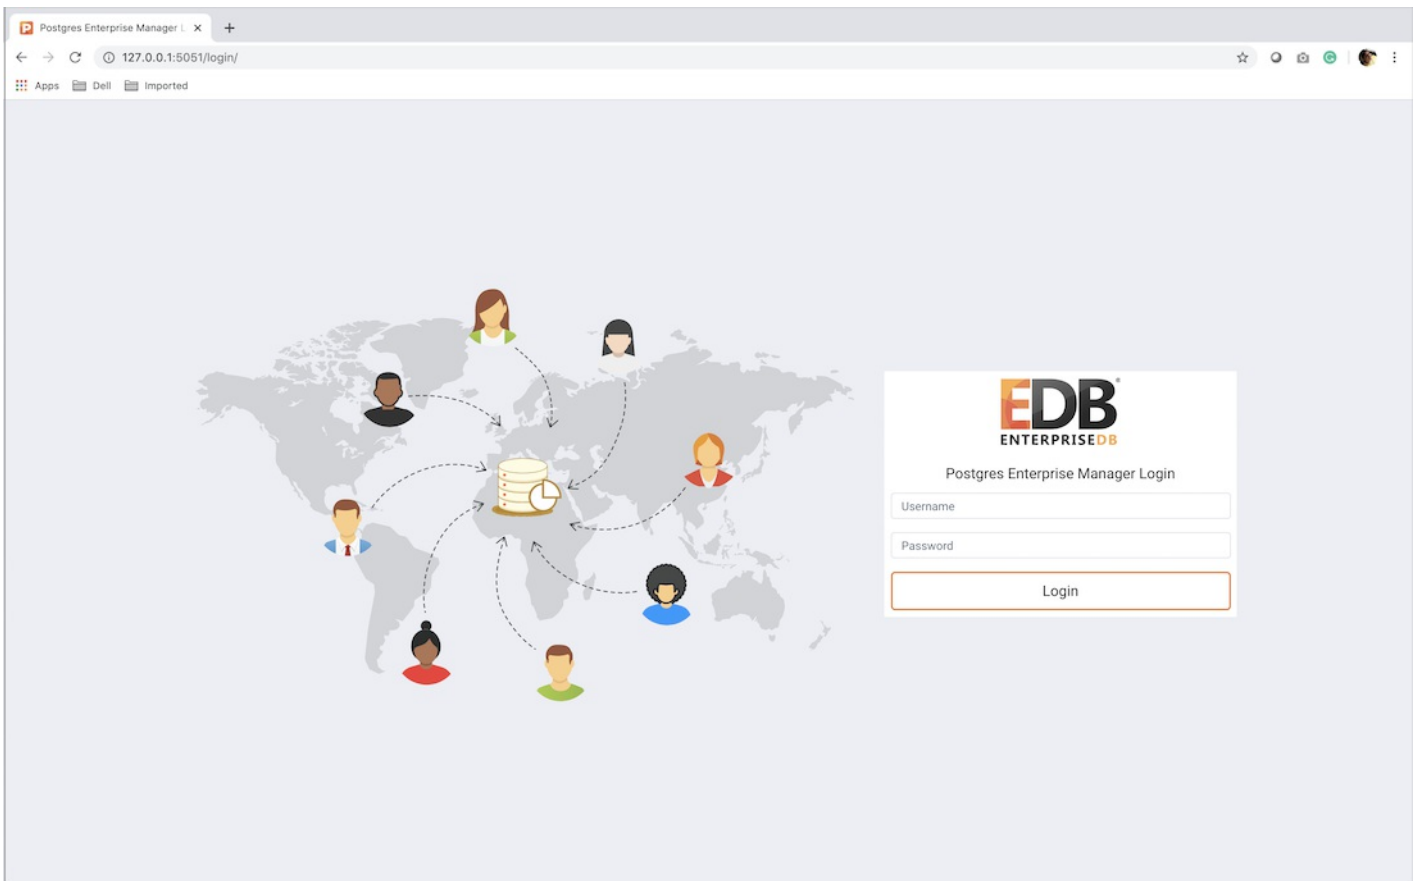 Postgres Enterprise Manager L
127.0.0.1:5051/login/
Apps Dell Imported
EDB
ENTERPRISEDB
Postgres Enterprise Manager Login
Username
Password
Login